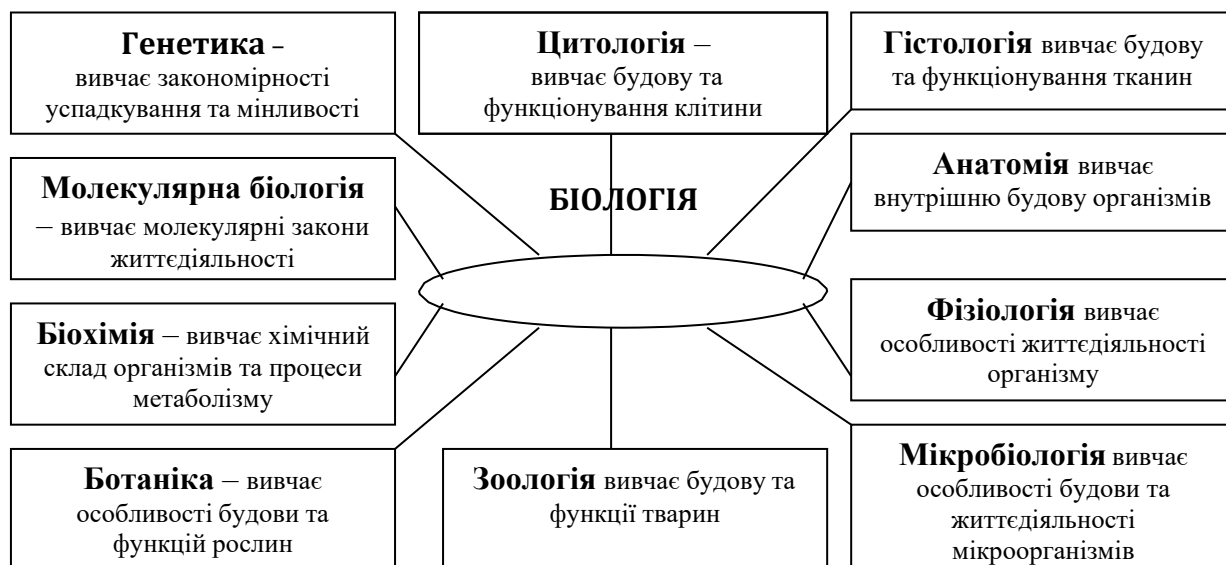 Генетика –
вивчає закономірності
успадкування та мінливості
Цитологія –
вивчає будову та
функціонування клітини
Гістологія вивчає будову
та функціонування тканин
Молекулярна біологія
– вивчає молекулярні закони
життєдіяльності
БІОЛОГІЯ
Анатомія вивчає
внутрішню будову організмів
Біохімія – вивчає хімічний
склад організмів та процеси
метаболізму
Фізіологія вивчає
особливості життєдіяльності
організму
Ботаніка – вивчає
особливості будови та
функцій рослин
Зоологія вивчає будову та
функції тварин
Мікробіологія вивчає
особливості будови та
життєдіяльності
мікроорганізмів